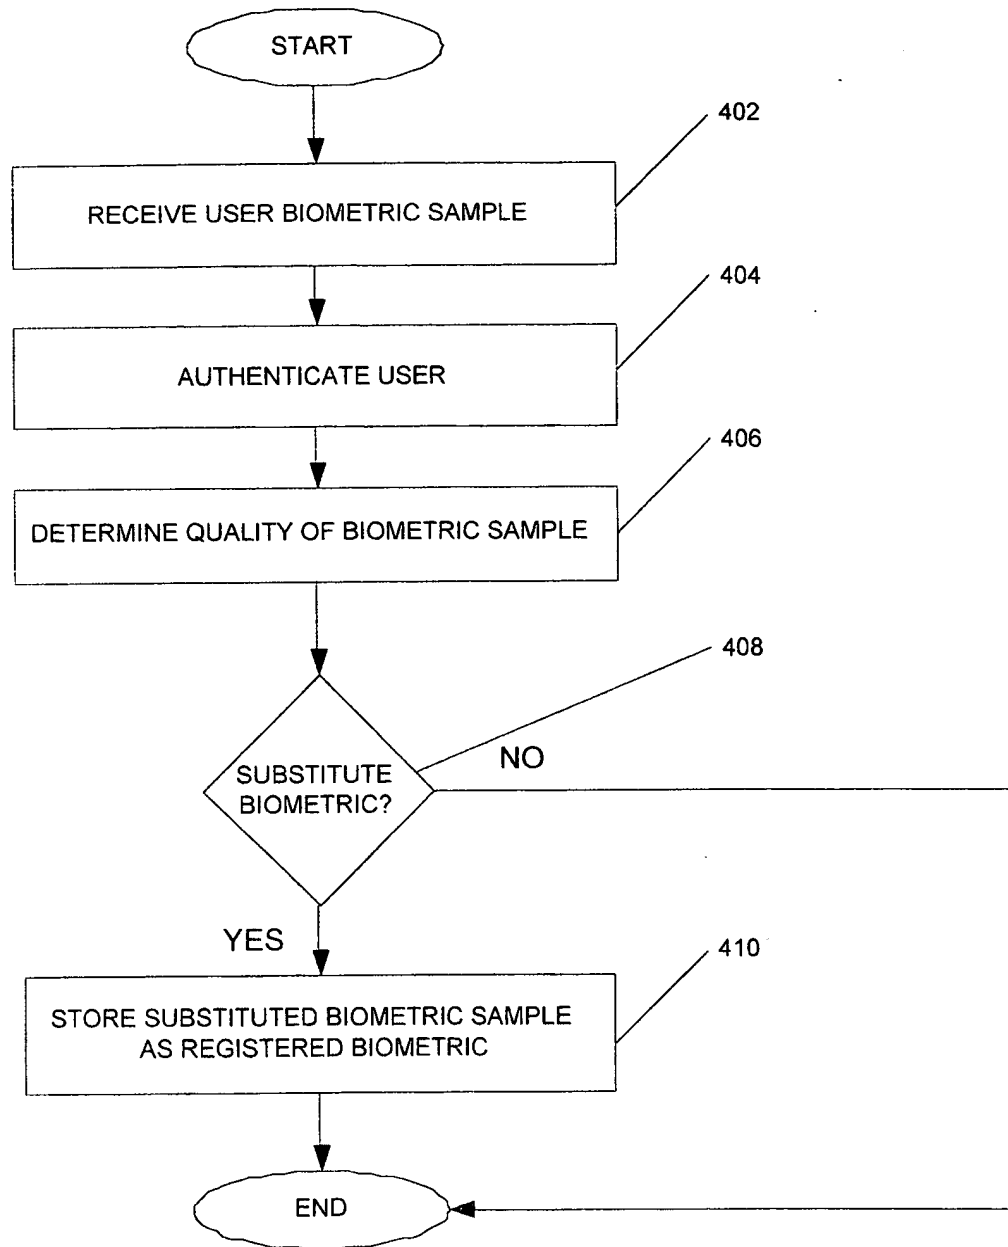 START
402
RECEIVE USER BIOMETRIC SAMPLE
404
AUTHENTICATE USER
406
DETERMINE QUALITY OF BIOMETRIC SAMPLE
408
SUBSTITUTE
BIOMETRIC?
NO
YES
410
STORE SUBSTITUTED BIOMETRIC SAMPLE
AS REGISTERED BIOMETRIC
END